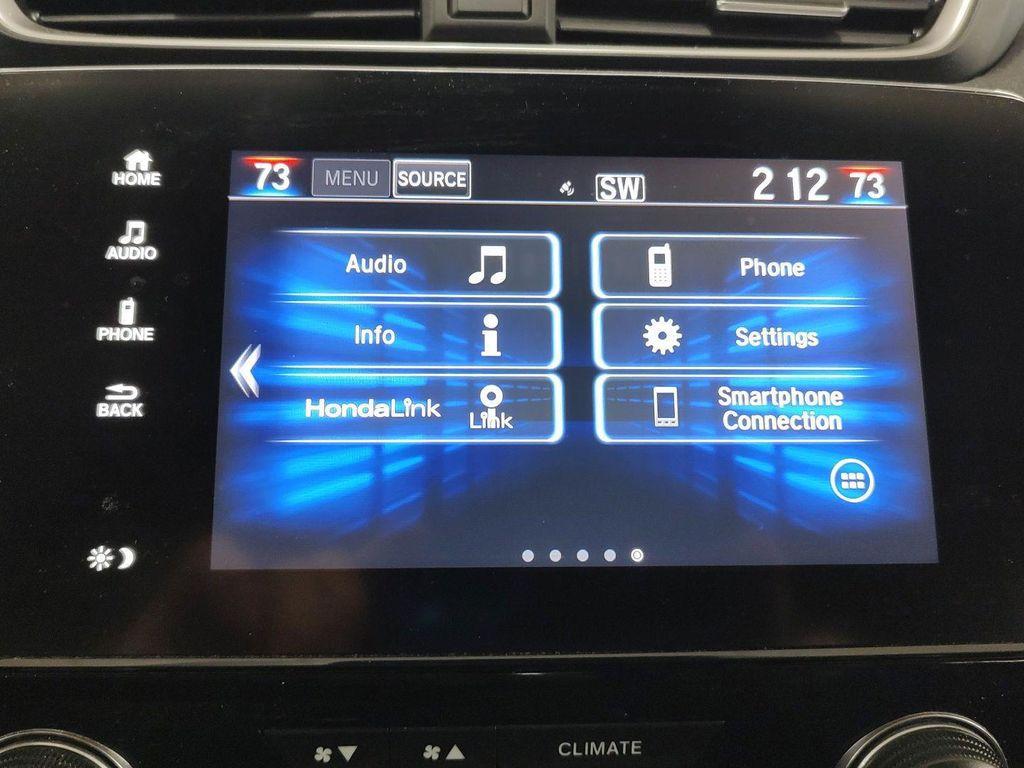 73 MENU SOURCE SW 2 12 73
HOME
AUDIO
PHONE
BACK
Audio
Phone
Info
Settings
HondaLink
Link
Smartphone
Connection
CLIMATE